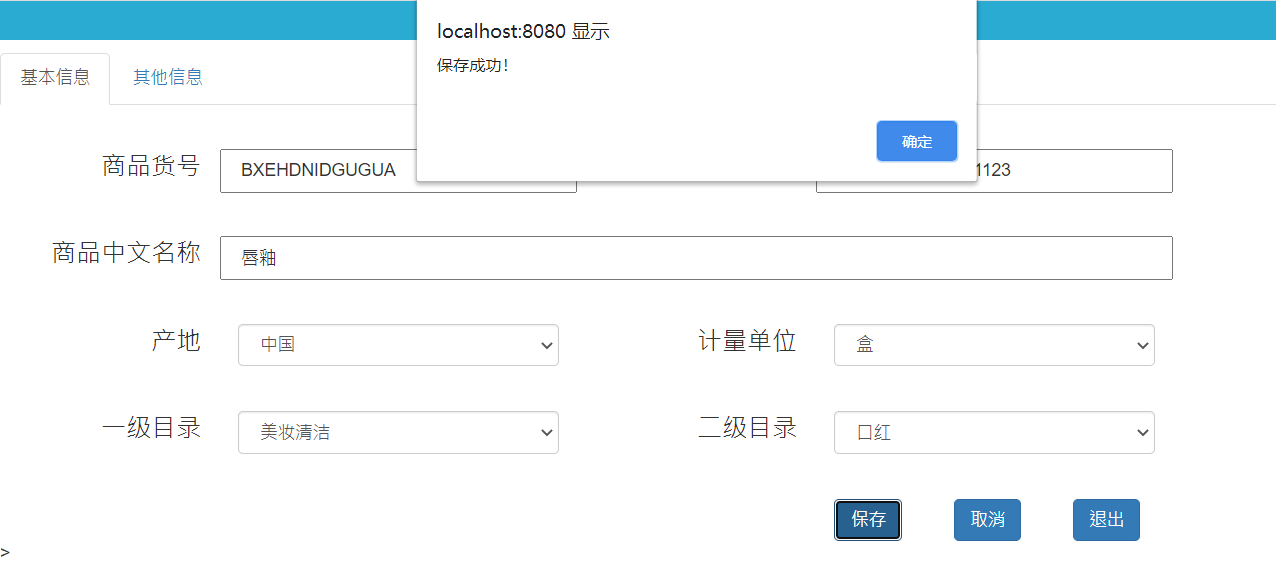 localhost:8080 显示
保存成功！
确定
基本信息 其他信息
商品货号 BXEHDNIDGUGUA 1123
商品中文名称 唇釉
产地 中国 计量单位 盒
一级目录 美妆清洁 二级目录 口红
保存 取消 退出
>